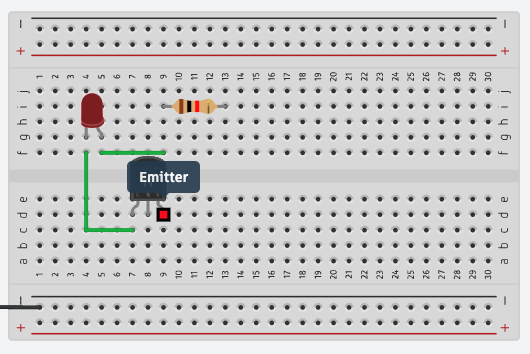 − −
+ +
1 2 3 4 5 6 7 8 9 10 11 12 13 14 15 16 17 18 19 20 21 22 23 24 25 26 27 28 29 30
j j
i i
h h
g g
f f
Emitter
e e
d d
c c
b b
a a
1 2 3 4 5 6 7 8 9 10 11 12 13 14 15 16 17 18 19 20 21 22 23 24 25 26 27 28 29 30
− −
+ +